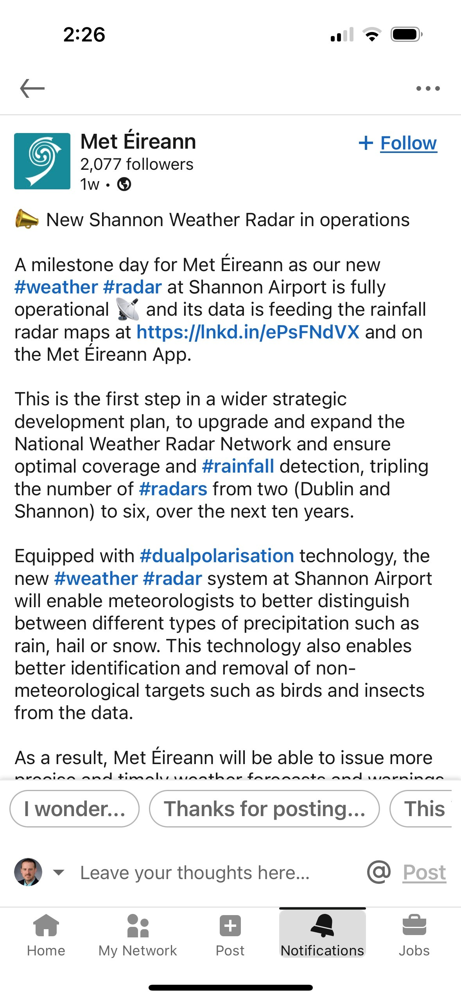 2:26
Met Éireann
+ Follow
2,077 followers
1w •
New Shannon Weather Radar in operations
A milestone day for Met Éireann as our new
#weather #radar at Shannon Airport is fully
operational and its data is feeding the rainfall
radar maps at https://lnkd.in/ePsFNdVX and on
the Met Éireann App.
This is the first step in a wider strategic
development plan, to upgrade and expand the
National Weather Radar Network and ensure
optimal coverage and #rainfall detection, tripling
the number of #radars from two (Dublin and
Shannon) to six, over the next ten years.
Equipped with #dualpolarisation technology, the
new #weather #radar system at Shannon Airport
will enable meteorologists to better distinguish
between different types of precipitation such as
rain, hail or snow. This technology also enables
better identification and removal of non-
meteorological targets such as birds and insects
from the data.
As a result, Met Éireann will be able to issue more
precise and timely weather forecasts and warnings
I wonder...
Thanks for posting...
This
Leave your thoughts here...
@ Post
Home
My Network
Post
Notifications
Jobs